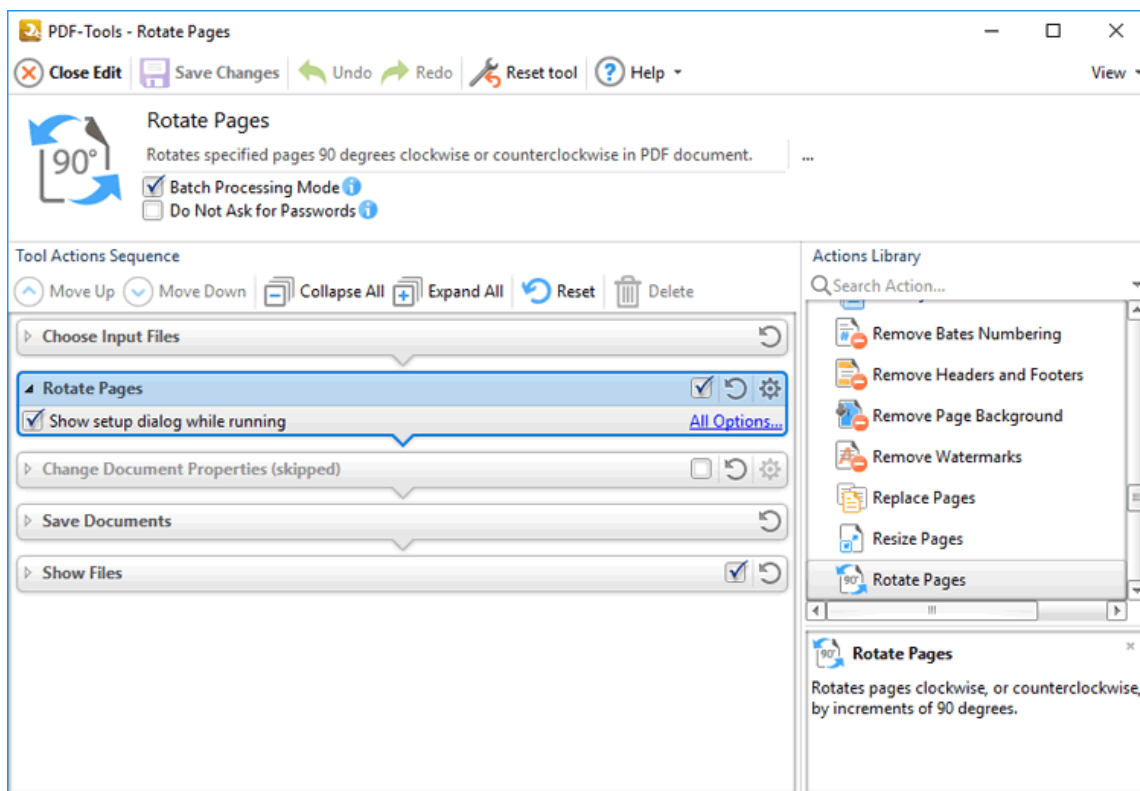 PDF-Tools - Rotate Pages
Close Edit Save Changes Undo Redo Reset tool Help View
Rotate Pages
90°
Rotates specified pages 90 degrees clockwise or counterclockwise in PDF document. ...
Batch Processing Mode
Do Not Ask for Passwords
Tool Actions Sequence
Move Up Move Down Collapse All Expand All Reset Delete
Choose Input Files
Rotate Pages
Show setup dialog while running All Options...
Change Document Properties (skipped)
Save Documents
Show Files
Actions Library
Search Action...
Remove Bates Numbering
Remove Headers and Footers
Remove Page Background
Remove Watermarks
Replace Pages
Resize Pages
90° Rotate Pages
90° Rotate Pages
Rotates pages clockwise, or counterclockwise,
by increments of 90 degrees.